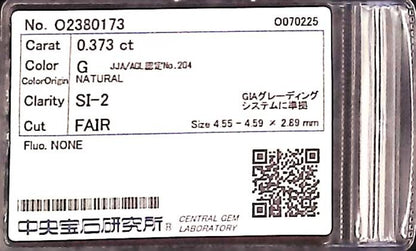 No. O2380173 O070225
Carat 0.373 ct
Color G JJA/AGL認定No.204
ColorOrigin NATURAL
Clarity SI-2 GIAグレーディング
システムに準拠
Cut FAIR Size 4.55 - 4.59 × 2.89 mm
Fluo. NONE
中央宝石研究所® CENTRAL GEM
LABORATORY